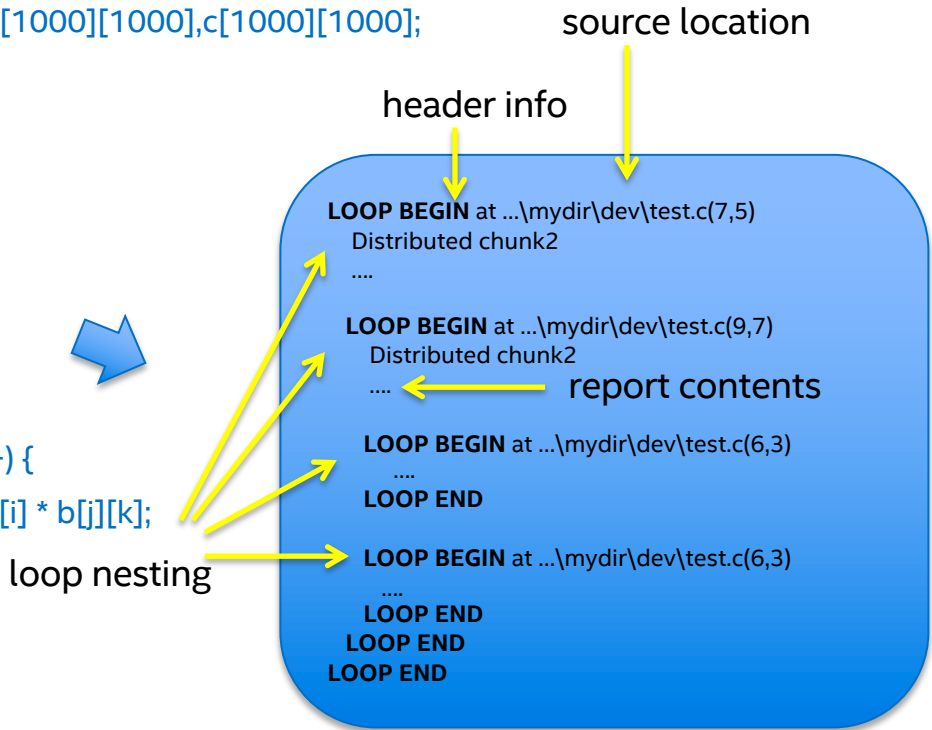 [1000][1000],c[1000][1000];
source location
header info
LOOP BEGIN at ...\mydir\dev\test.c(7,5)
Distributed chunk2
....
LOOP BEGIN at ...\mydir\dev\test.c(9,7)
Distributed chunk2
....
report contents
) {
[i] * b[j][k];
loop nesting
LOOP BEGIN at ...\mydir\dev\test.c(6,3)
....
LOOP END
LOOP BEGIN at ...\mydir\dev\test.c(6,3)
....
LOOP END
LOOP END
LOOP END